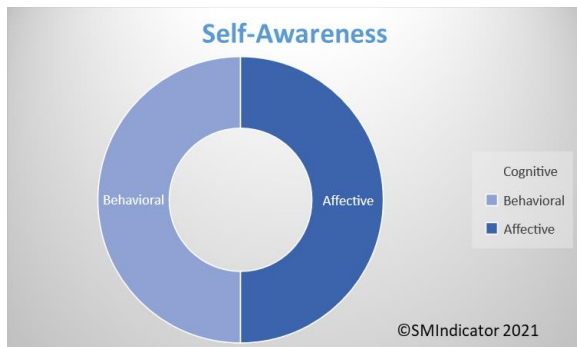 Self-Awareness
Behavioral
Affective
Cognitive
Behavioral
Affective
©SMIndicator 2021